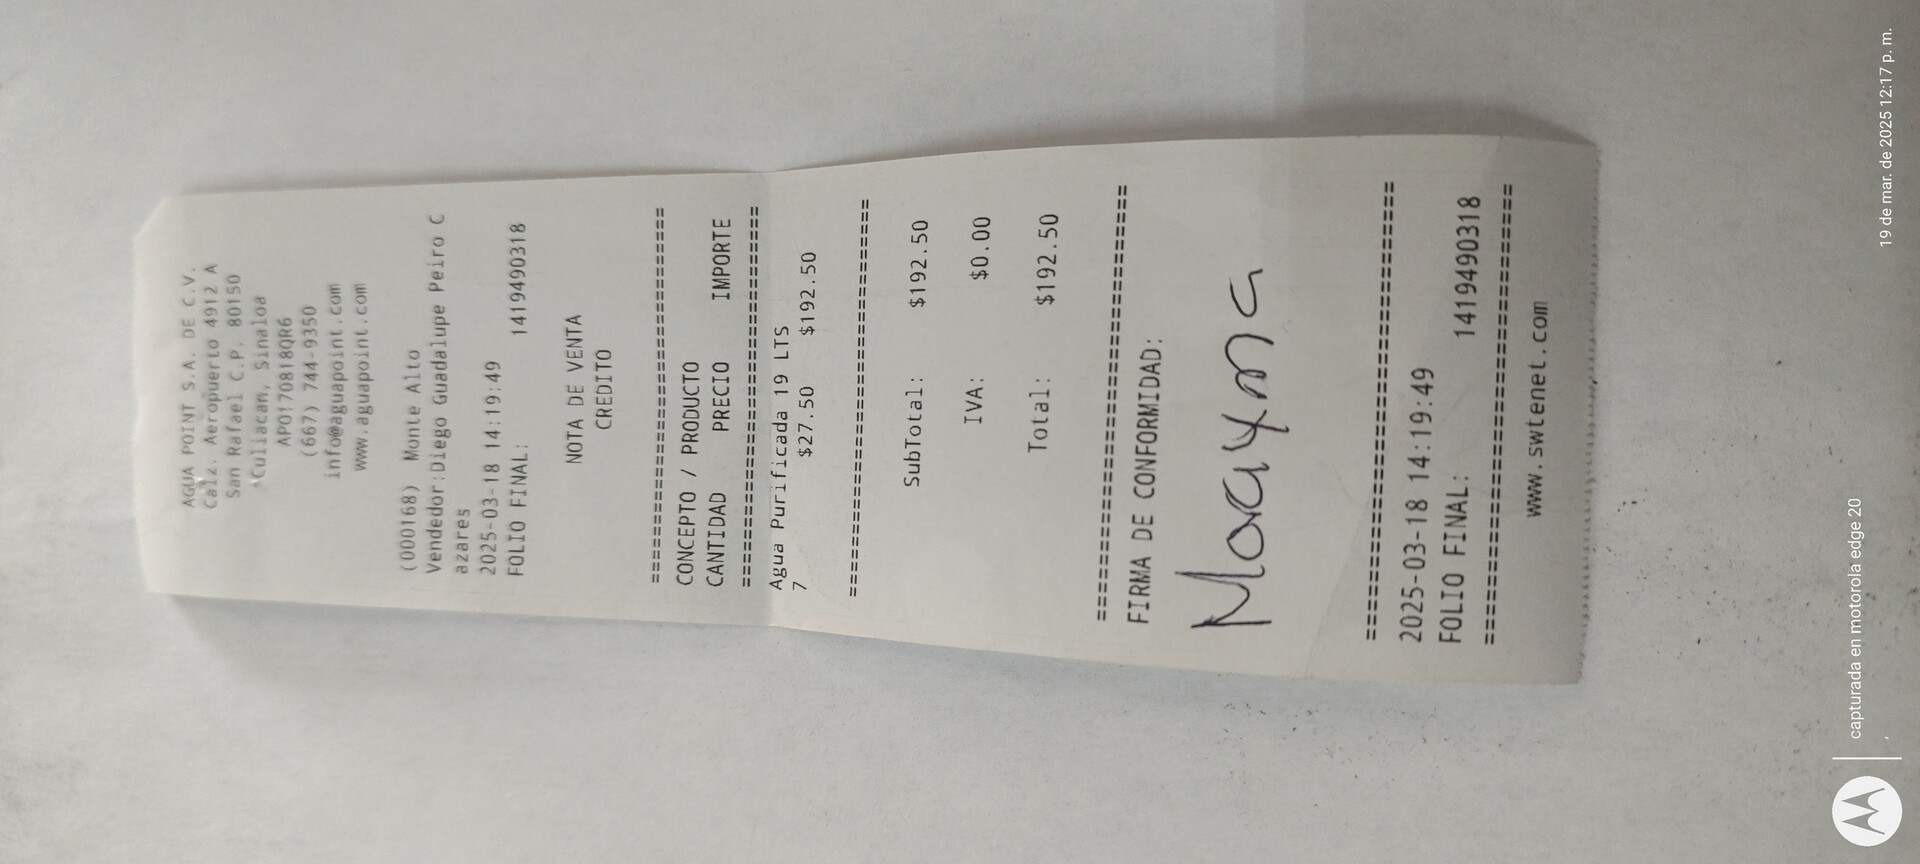 AGUA POINT S.A. DE C.V.
Calz. Aeropuerto 4912 A
San Rafael C.P. 80150
Culiacan, Sinaloa
APO170818QR6
(667) 744-9350
info@aguapoint.com
www.aguapoint.com
(000168) Monte Alto
Vendedor:Diego Guadalupe Peiro C
azares
2025-03-18 14:19:49
FOLIO FINAL: 1419490318
NOTA DE VENTA
CREDITO
================================
CONCEPTO / PRODUCTO
CANTIDAD PRECIO IMPORTE
================================
Agua Purificada 19 LTS
7 $27.50 $192.50
================================
SubTotal: $192.50
IVA: $0.00
Total: $192.50
================================
FIRMA DE CONFORMIDAD:
================================
2025-03-18 14:19:49
FOLIO FINAL: 1419490318
================================
www.swtenet.com
capturada en motorola edge 20
19 de mar. de 2025 12:17 p. m.